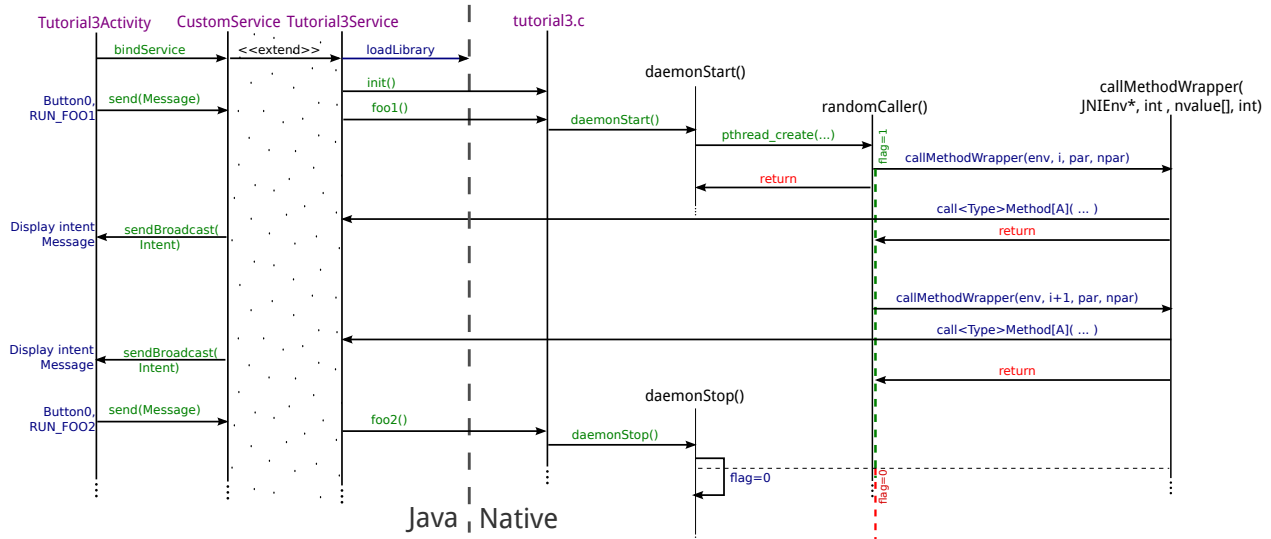 Tutorial3Activity
CustomService
Tutorial3Service
tutorial3.c
bindService
<<extend>>
loadLibrary
daemonStart()
init()
callMethodWrapper(
JNIEnv*, int , nvalue[], int)
Button0,
RUN_FOO1
send(Message)
foo1()
randomCaller()
daemonStart()
pthread_create(...)
flag=1
callMethodWrapper(env, i, par, npar)
return
call<Type>Method[A]( ... )
Display intent
Message
sendBroadcast(
Intent)
return
callMethodWrapper(env, i+1, par, npar)
call<Type>Method[A]( ... )
Display intent
Message
sendBroadcast(
Intent)
return
daemonStop()
Button0,
RUN_FOO2
send(Message)
foo2()
daemonStop()
flag=0
flag=0
Java
Native